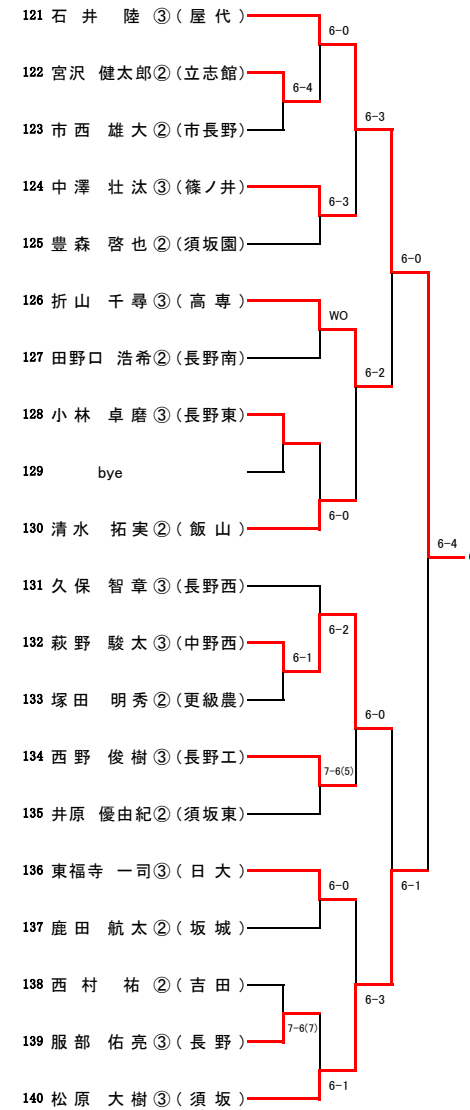 121 石井 陸 ③ (屋代)
6-0
122 宮沢 健太郎 ② (立志館)
6-4
6-3
123 市西 雄大 ② (市長野)
124 中澤 壮汰 ③ (篠ノ井)
6-3
125 豊森 啓也 ② (須坂園)
6-0
126 折山 千尋 ③ (高専)
WO
127 田野口 浩希 ② (長野南)
6-2
128 小林 卓磨 ③ (長野東)
129 bye
6-0
130 清水 拓実 ② (飯山)
6-4
131 久保 智章 ③ (長野西)
6-2
132 萩野 駿太 ③ (中野西)
6-1
133 塚田 明秀 ② (更級農)
6-0
134 西野 俊樹 ③ (長野工)
7-6(5)
135 井原 優由紀 ② (須坂東)
136 東福寺 一司 ③ (日大)
6-0
6-1
137 鹿田 航太 ② (坂城)
138 西村 祐 ② (吉田)
6-3
7-6(7)
139 服部 佑亮 ③ (長野)
6-1
140 松原 大樹 ③ (須坂)